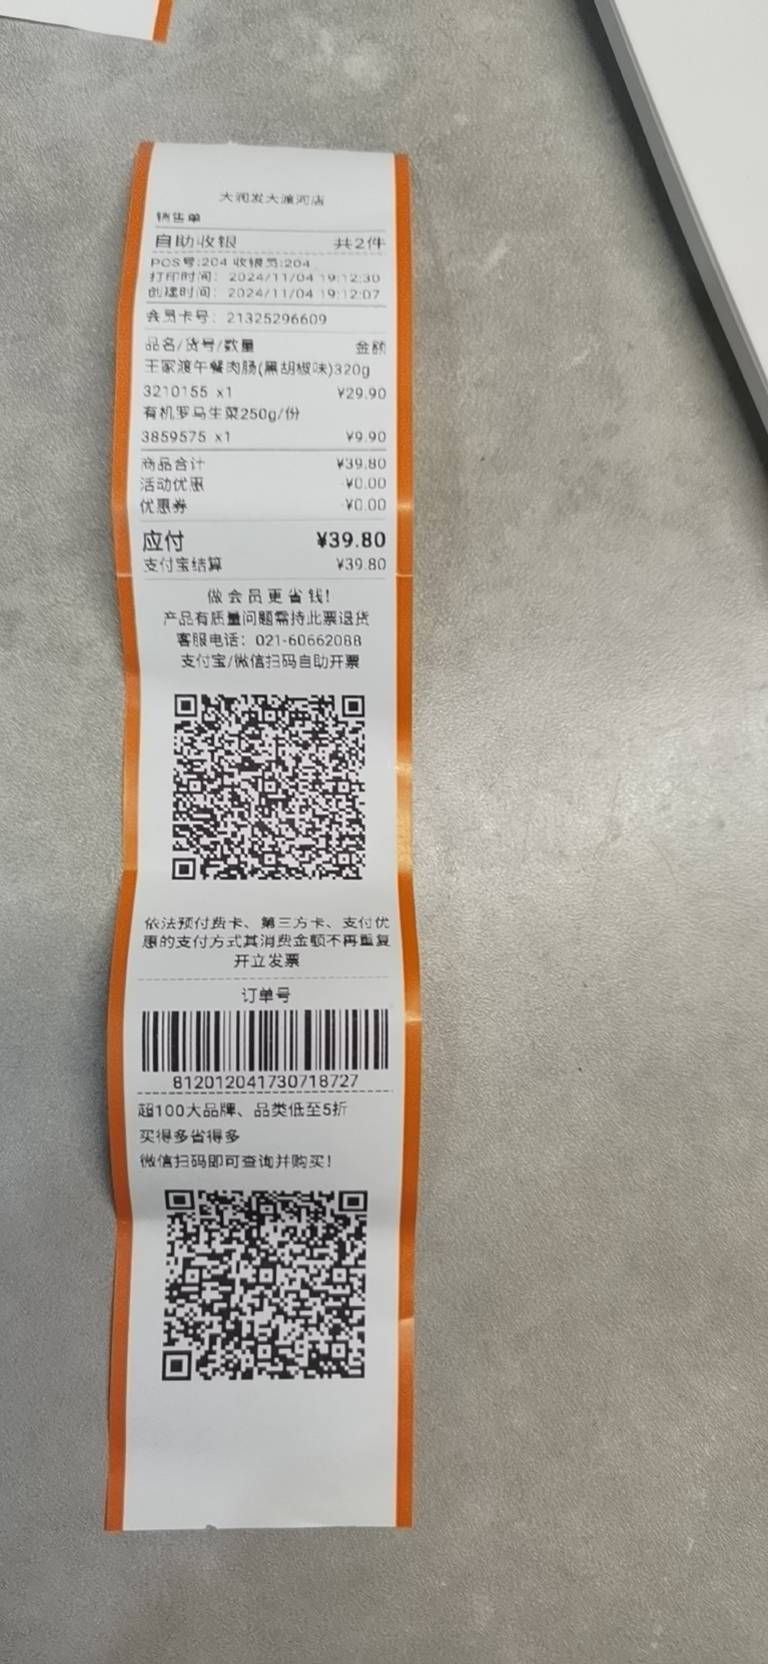 大润发大渡河店
销售单
自助收银 共2件
POS号:204 收银员:204
打印时间: 2024/11/04 19:12:30
创建时间: 2024/11/04 19:12:07
会员卡号: 21325296609
品名/货号/数量 金额
王家渡午餐肉肠(黑胡椒味)320g
3210155 x1 ¥29.90
有机罗马生菜250g/份
3859575 x1 ¥9.90
商品合计 ¥39.80
活动优惠 -¥0.00
优惠券 -¥0.00
应付 ¥39.80
支付宝结算 ¥39.80
做会员更省钱!
产品有质量问题需持此票退货
客服电话: 021-60662088
支付宝/微信扫码自助开票
依法预付费卡、第三方卡、支付优
惠的支付方式其消费金额不再重复
开立发票
订单号
812012041730718727
超100大品牌、品类低至5折
买得多省得多
微信扫码即可查询并购买!